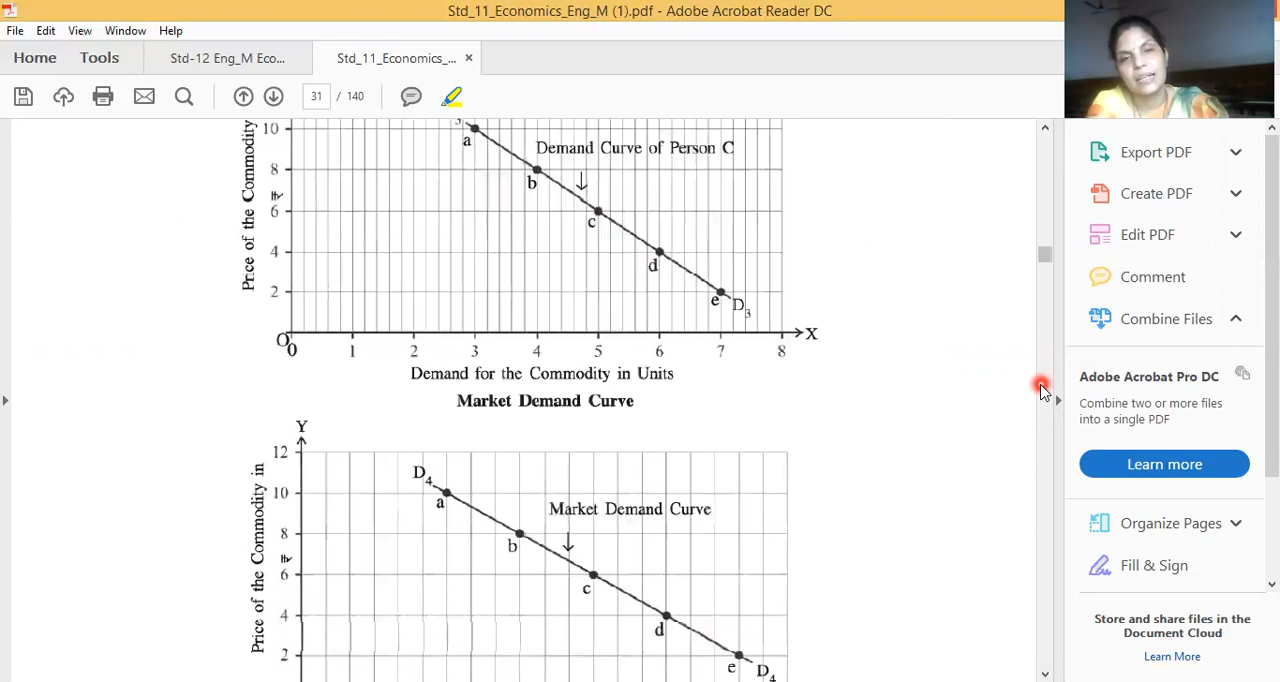 Std_11_Economics_Eng_M (1).pdf - Adobe Acrobat Reader DC
File Edit View Window Help
Home Tools Std-12 Eng_M Eco... Std_11_Economics_... ×
31 / 140
Export PDF
Create PDF
Edit PDF
Comment
Combine Files
Adobe Acrobat Pro DC
Combine two or more files
into a single PDF
Learn more
Organize Pages
Fill & Sign
Store and share files in the
Document Cloud
Learn More
Price of the Commodity
10
8
6
4
2
O
0 1 2 3 4 5 6 7 8 X
a
b
c
d
e D3
Demand Curve of Person C
Demand for the Commodity in Units
Market Demand Curve
Y
Price of the Commodity in
12
10
8
6
4
2
D4
a
b
c
d
e D4
Market Demand Curve